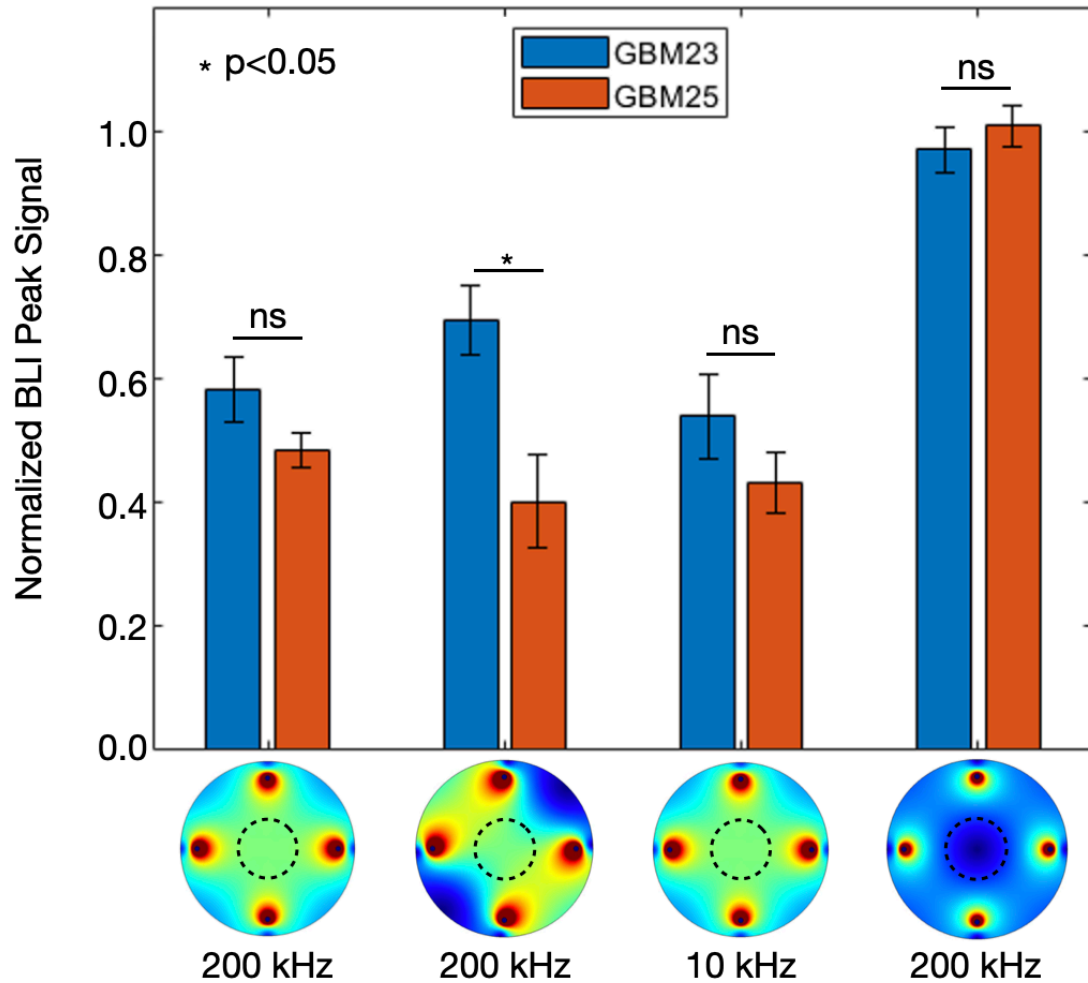 * p<0.05
GBM23
GBM25
ns
*
ns
ns
Normalized BLI Peak Signal
1.0
0.8
0.6
0.4
0.2
0.0
200 kHz
200 kHz
10 kHz
200 kHz